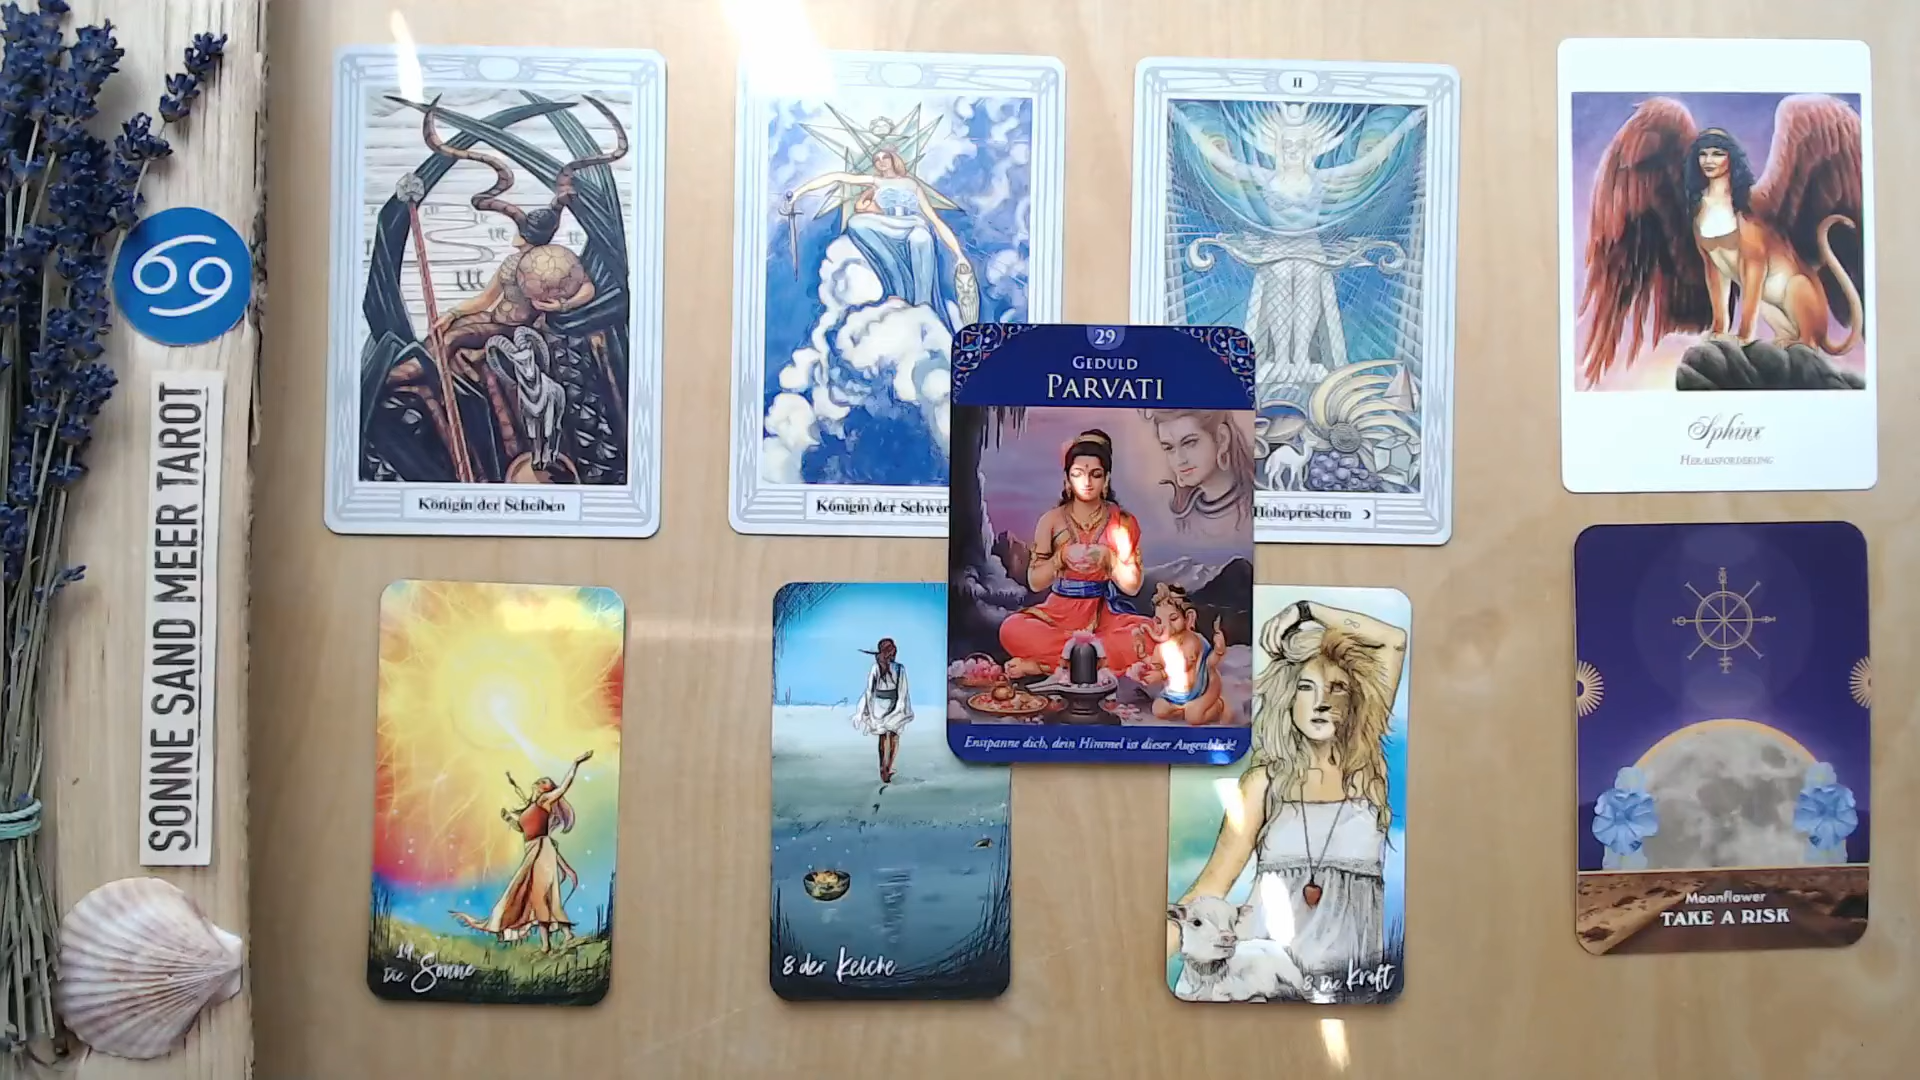 SONNE SAND MEER TAROT
Königin der Scheiben
Königin der Schwer
II
Hohepriesterin
29
GEDULD
PARVATI
Entspanne dich, dein Himmel ist dieser Augenblick!
Sphinx
HERAUSFORDERUNG
19
Die Sonne
8 der Kelche
8. Die Kraft
Moonflower
TAKE A RISK